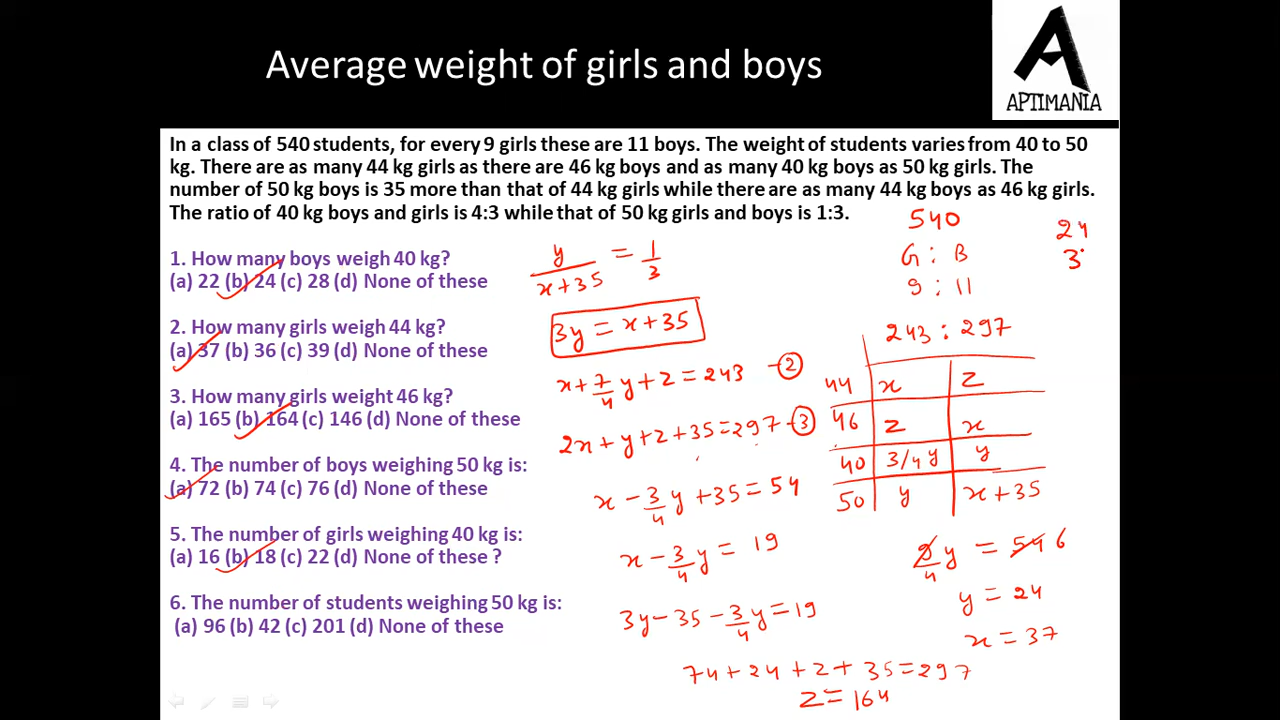 Average weight of girls and boys
A
APTIMANIA
In a class of 540 students, for every 9 girls these are 11 boys. The weight of students varies from 40 to 50
kg. There are as many 44 kg girls as there are 46 kg boys and as many 40 kg boys as 50 kg girls. The
number of 50 kg boys is 35 more than that of 44 kg girls while there are as many 44 kg boys as 46 kg girls.
The ratio of 40 kg boys and girls is 4:3 while that of 50 kg girls and boys is 1:3.
1. How many boys weigh 40 kg?
(a) 22 (b) 24 (c) 28 (d) None of these
2. How many girls weigh 44 kg?
(a) 37 (b) 36 (c) 39 (d) None of these
3. How many girls weight 46 kg?
(a) 165 (b) 164 (c) 146 (d) None of these
4. The number of boys weighing 50 kg is:
(a) 72 (b) 74 (c) 76 (d) None of these
5. The number of girls weighing 40 kg is:
(a) 16 (b) 18 (c) 22 (d) None of these ?
6. The number of students weighing 50 kg is:
(a) 96 (b) 42 (c) 201 (d) None of these
y/x+35 = 1/3
3y = x+35
x+7/4y+z=243 -②
2x+y+z+35=297-③
x-3/4y+35=54
x-3/4y=19
3y-35-3/4y=19
74+24+z+35=297
z=164
540
G : B
9 : 11
243 : 297
24
3
44 x z
46 z x
40 3/4y y
50 y x+35
9/4y = 54 6
y = 24
x = 37